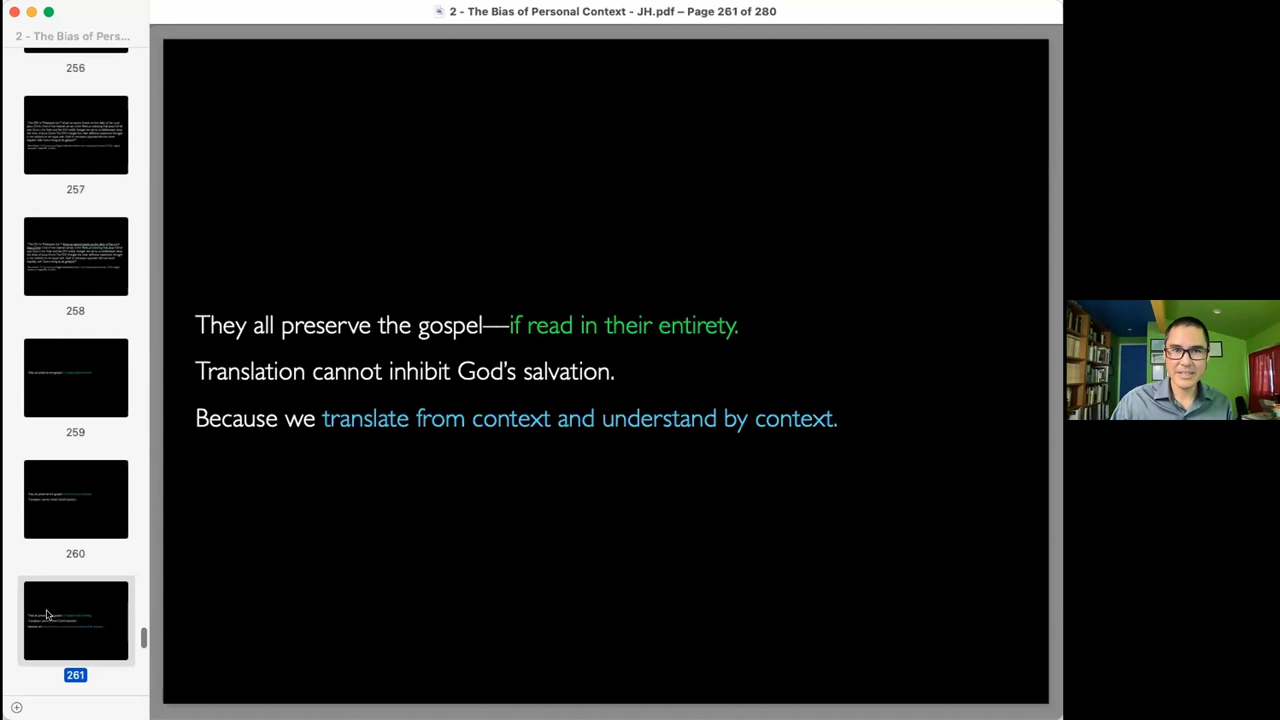 2 - The Bias of Personal Context - JH.pdf – Page 261 of 280
2 - The Bias of Pers...
256
257
258
259
260
261
They all preserve the gospel—if read in their entirety.
Translation cannot inhibit God's salvation.
Because we translate from context and understand by context.